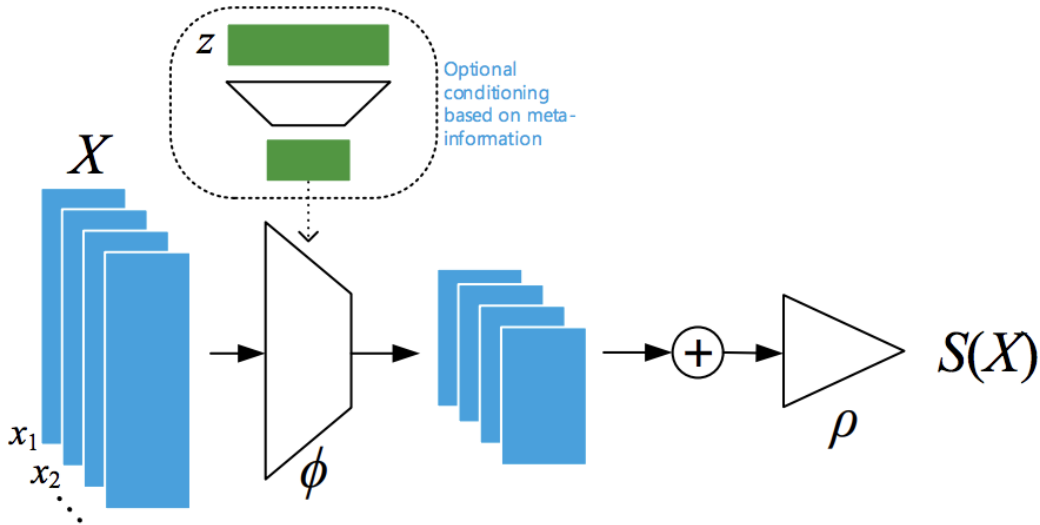 z
Optional
conditioning
based on meta-
information
X
x₁
x₂
...
ϕ
+
ρ
S(X)